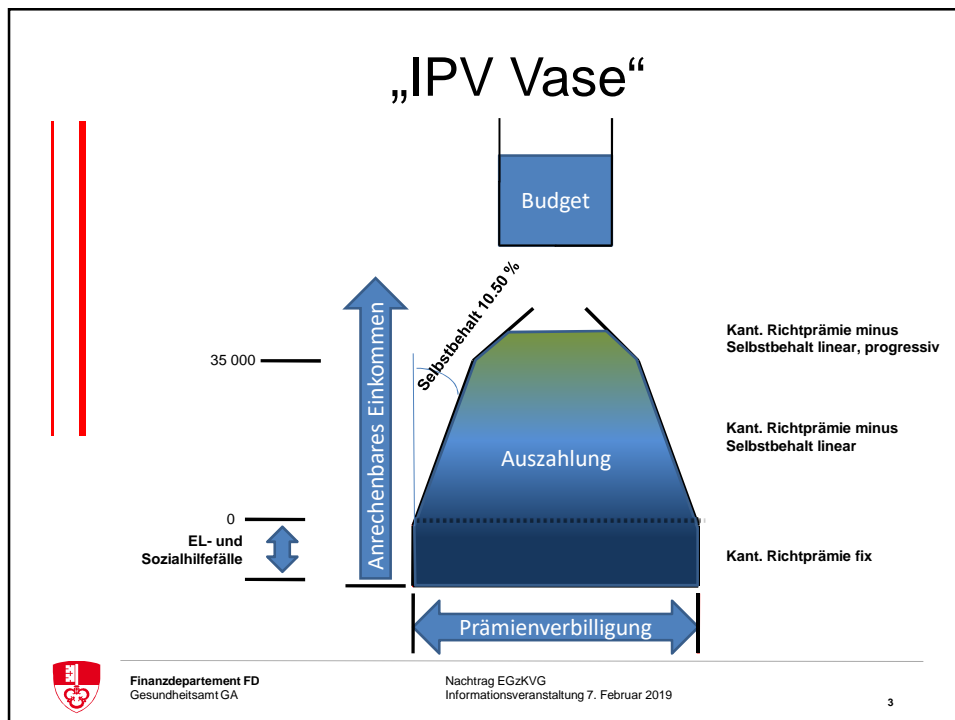 „IPV Vase“
Budget
Selbstbehalt 10.50 %
Anrechenbares Einkommen
35 000
0
EL- und
Sozialhilfefälle
Auszahlung
Kant. Richtprämie minus
Selbstbehalt linear, progressiv
Kant. Richtprämie minus
Selbstbehalt linear
Kant. Richtprämie fix
Prämienverbilligung
Finanzdepartement FD
Gesundheitsamt GA
Nachtrag EGzKVG
Informationsveranstaltung 7. Februar 2019
3